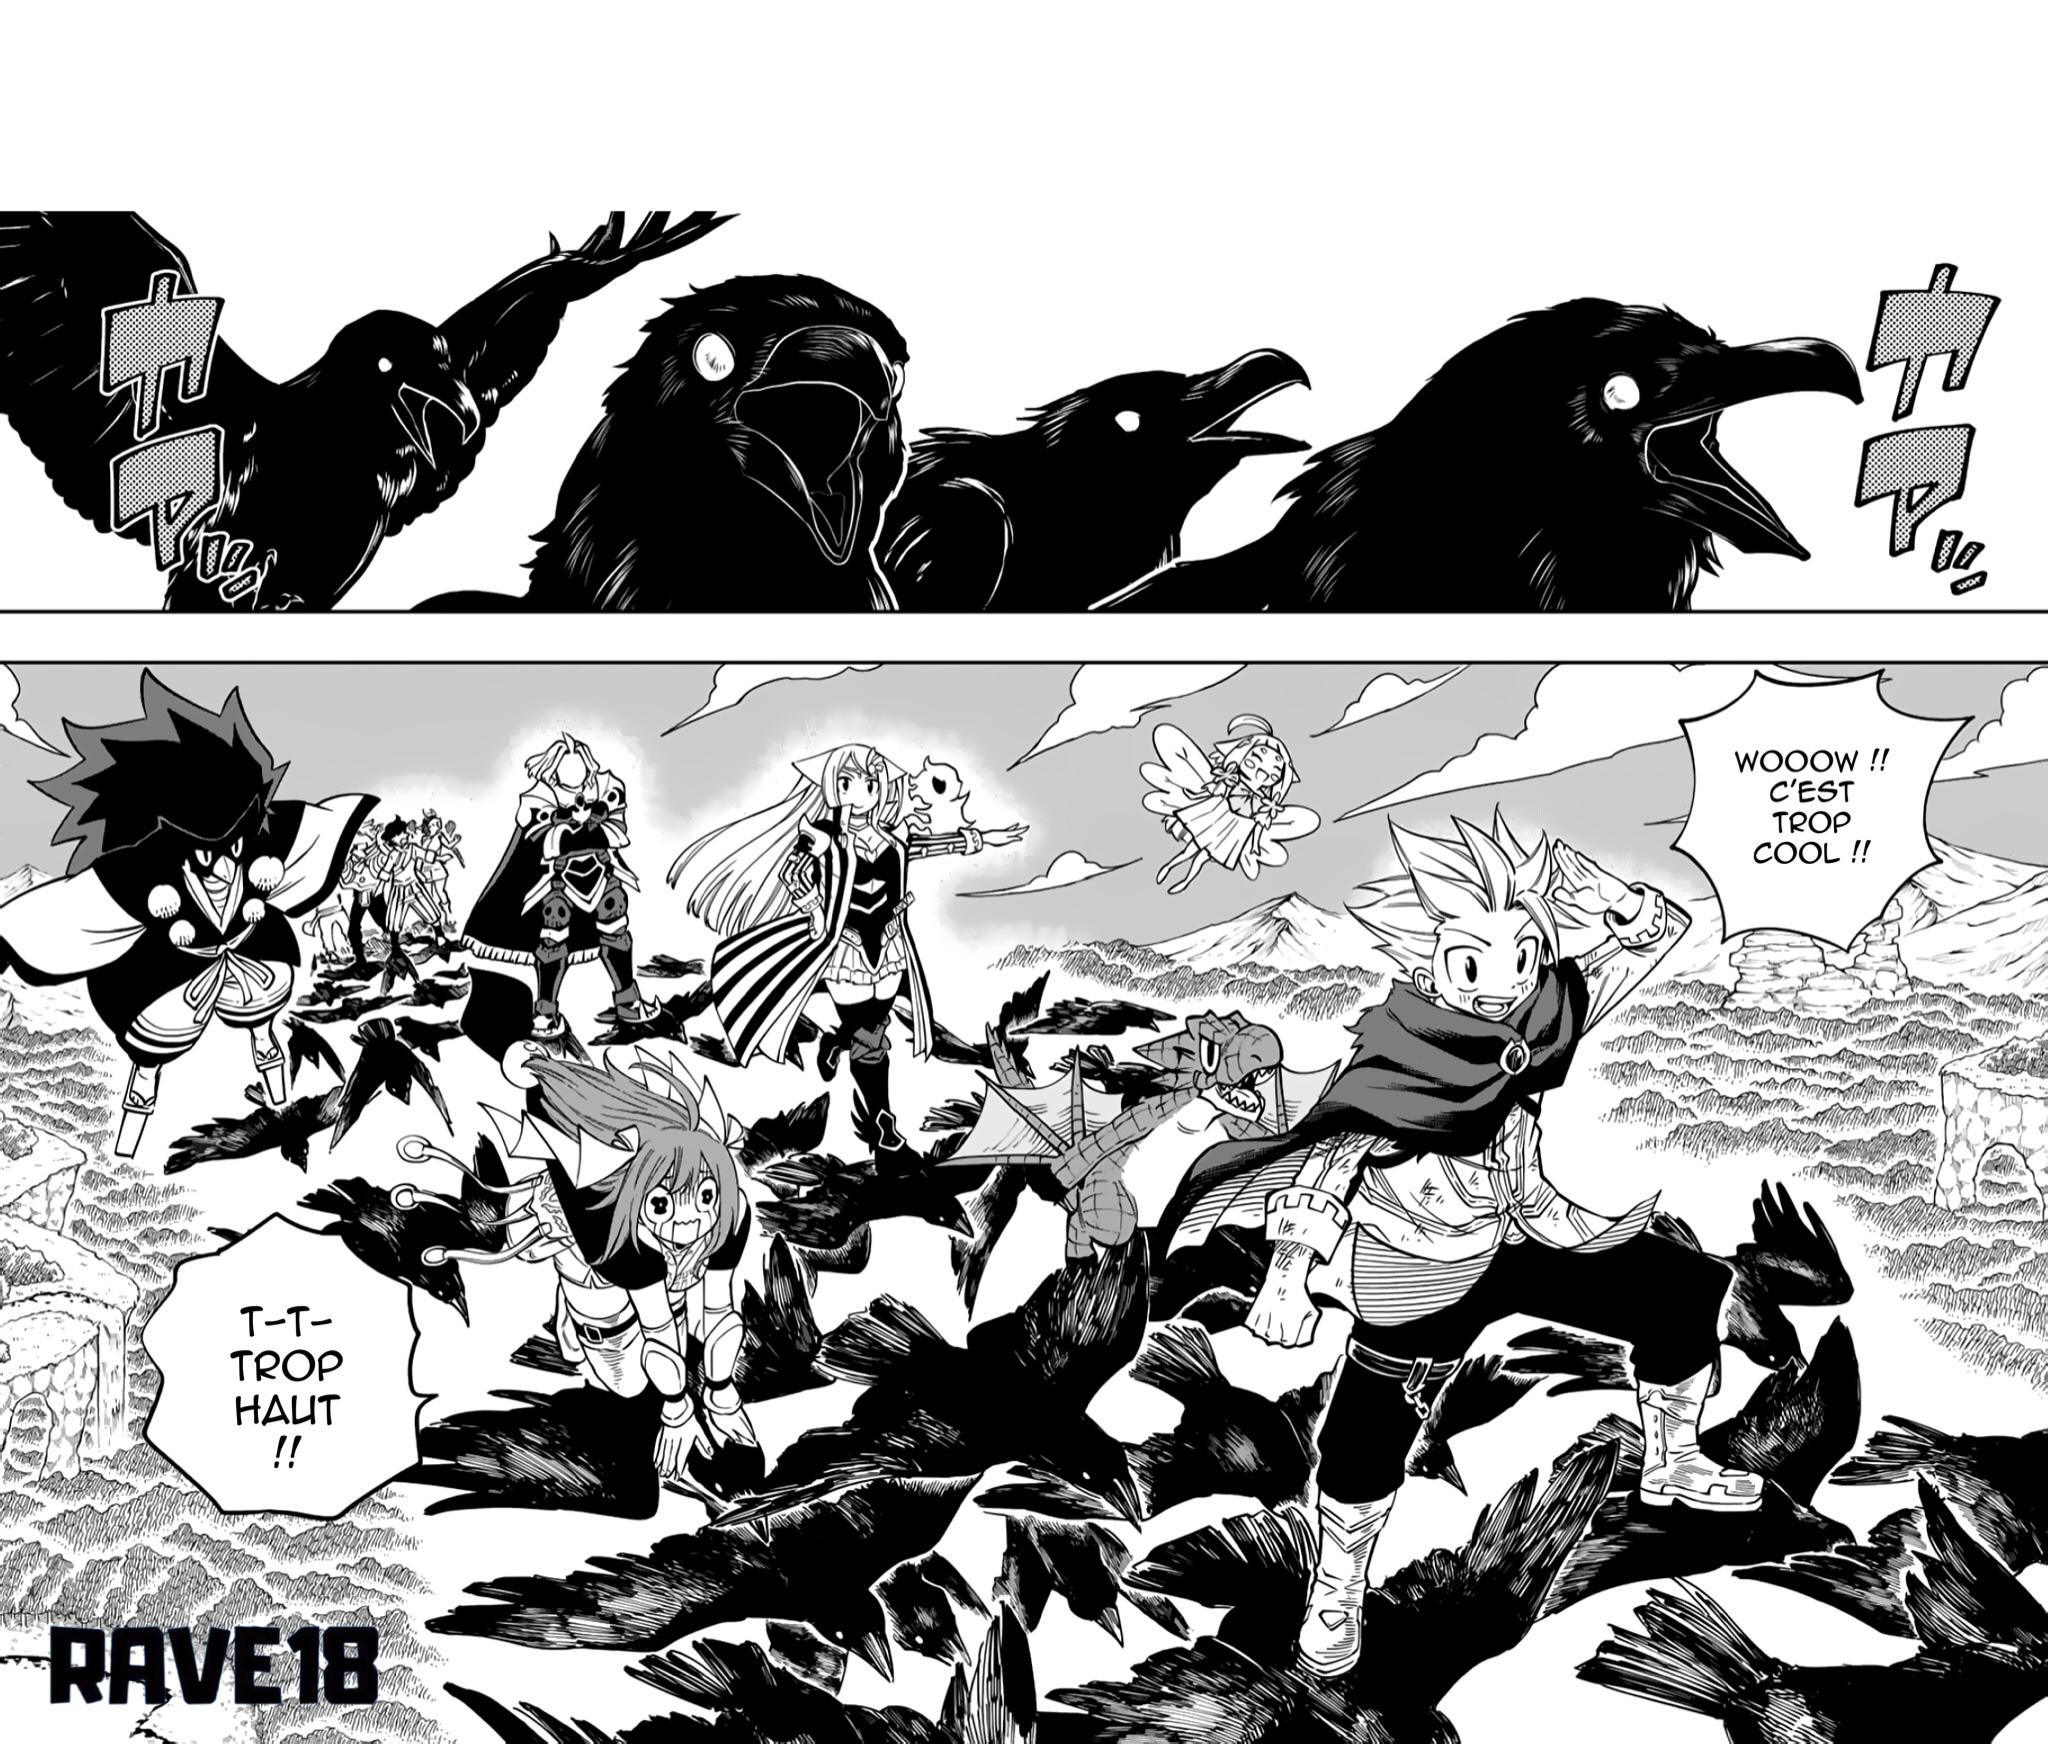 カァ
カァ
WOOOW !!
C'EST
TROP
COOL !!
T-T-
TROP
HAUT
!!
RAVE18